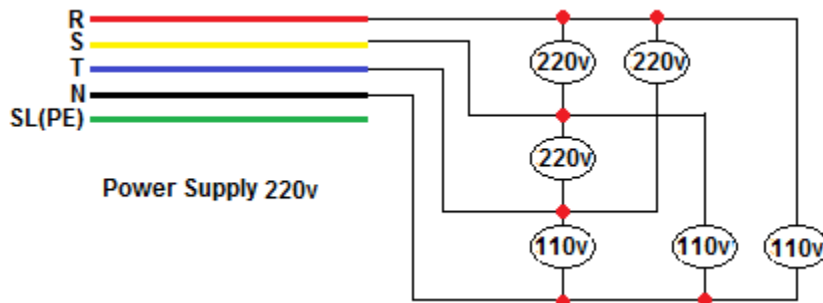 R
S
220v 220v
T
N
SL(PE)
220v
Power Supply 220v
110v 110v 110v